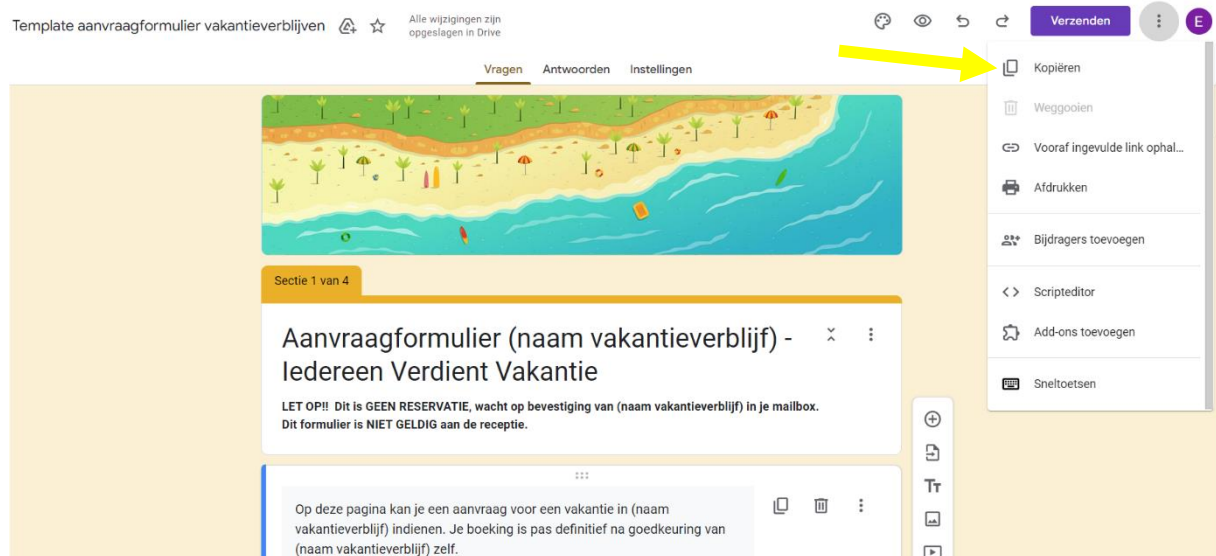 Template aanvraagformulier vakantieverblijven
Alle wijzigingen zijn
opgeslagen in Drive
Verzenden
E
Vragen Antwoorden Instellingen
Kopiëren
Weggooien
Vooraf ingevulde link ophal...
Afdrukken
Bijdragers toevoegen
Scripteditor
Add-ons toevoegen
Sneltoetsen
Sectie 1 van 4
Aanvraagformulier (naam vakantieverblijf) -
Iedereen Verdient Vakantie
LET OP!! Dit is GEEN RESERVATIE, wacht op bevestiging van (naam vakantieverblijf) in je mailbox.
Dit formulier is NIET GELDIG aan de receptie.
Op deze pagina kan je een aanvraag voor een vakantie in (naam
vakantieverblijf) indienen. Je boeking is pas definitief na goedkeuring van
(naam vakantieverblijf) zelf.
Tт